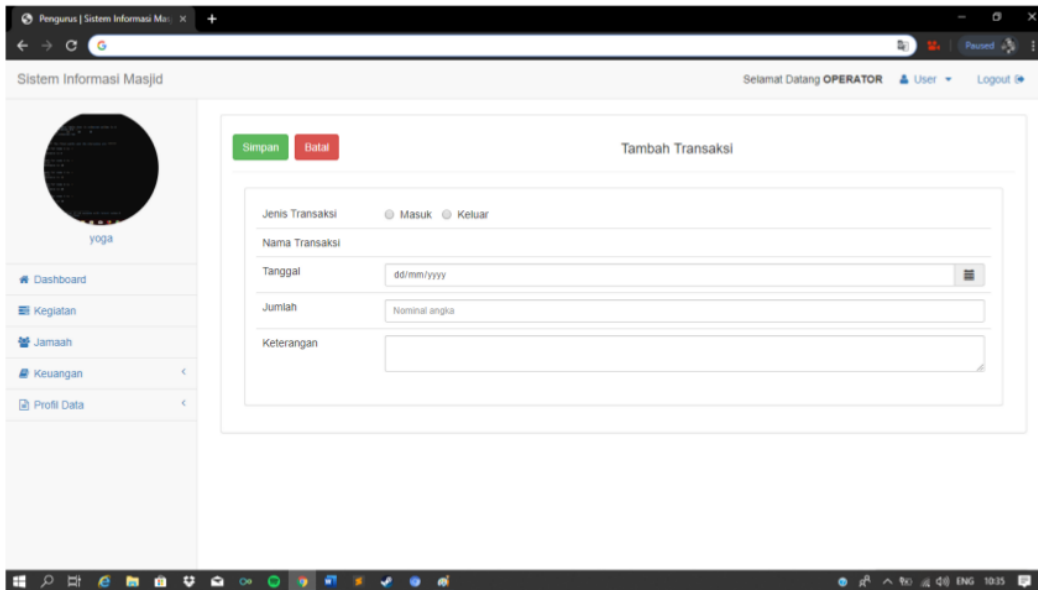 Pengurus | Sistem Informasi Mas
Paused
Sistem Informasi Masjid
Selamat Datang OPERATOR User Logout
yoga
Dashboard
Kegiatan
Jamaah
Keuangan
Profil Data
Simpan Batal Tambah Transaksi
Jenis Transaksi Masuk Keluar
Nama Transaksi
Tanggal dd/mm/yyyy
Jumlah Nominal angka
Keterangan
ENG 10:35